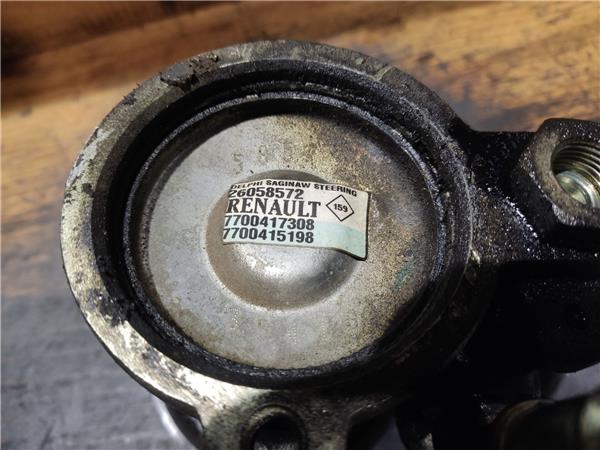 DELPHI SAGINAW STEERING
26058572
RENAULT 159
7700417308
7700415198